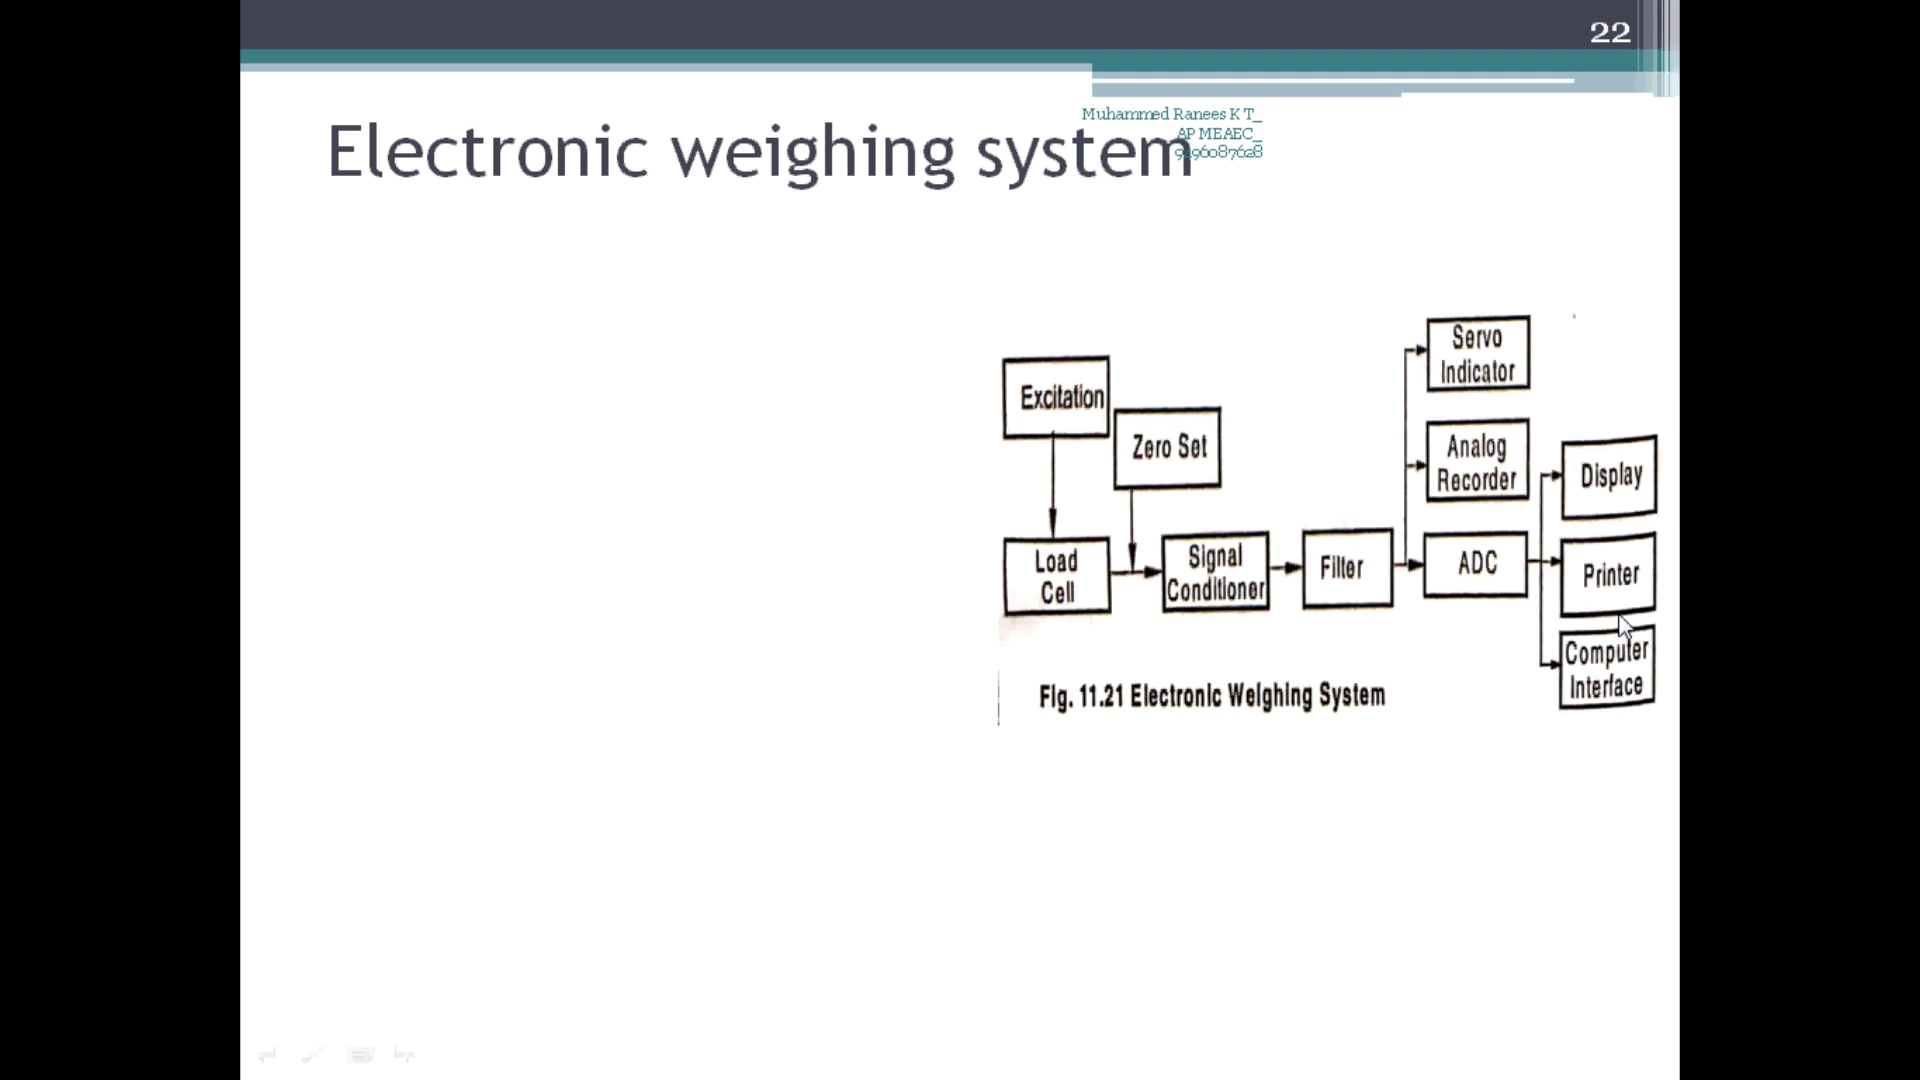 22
Muhammed Ranees K T_
AP MEAEC_
9496087628
Electronic weighing system
Servo
Indicator
Excitation
Zero Set
Analog
Recorder
Display
Load
Cell
Signal
Conditioner
Filter
ADC
Printer
Computer
Interface
Fig. 11.21 Electronic Weighing System